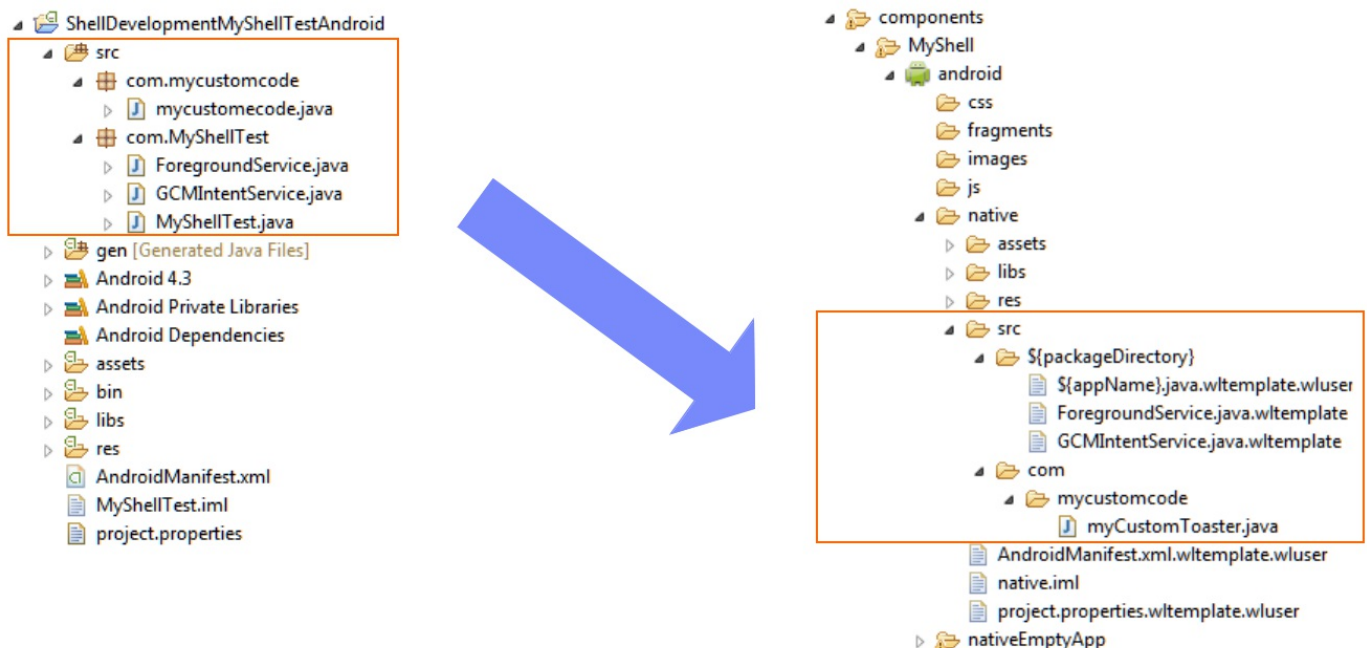 ShellDevelopmentMyShellTestAndroid
src
com.mycustomcode
mycustomecode.java
com.MyShellTest
ForegroundService.java
GCMIntentService.java
MyShellTest.java
gen [Generated Java Files]
Android 4.3
Android Private Libraries
Android Dependencies
assets
bin
libs
res
AndroidManifest.xml
MyShellTest.iml
project.properties
components
MyShell
android
css
fragments
images
js
native
assets
libs
res
src
${packageDirectory}
${appName}.java.wltemplate.wluser
ForegroundService.java.wltemplate
GCMIntentService.java.wltemplate
com
mycustomcode
myCustomToaster.java
AndroidManifest.xml.wltemplate.wluser
native.iml
project.properties.wltemplate.wluser
nativeEmptyApp